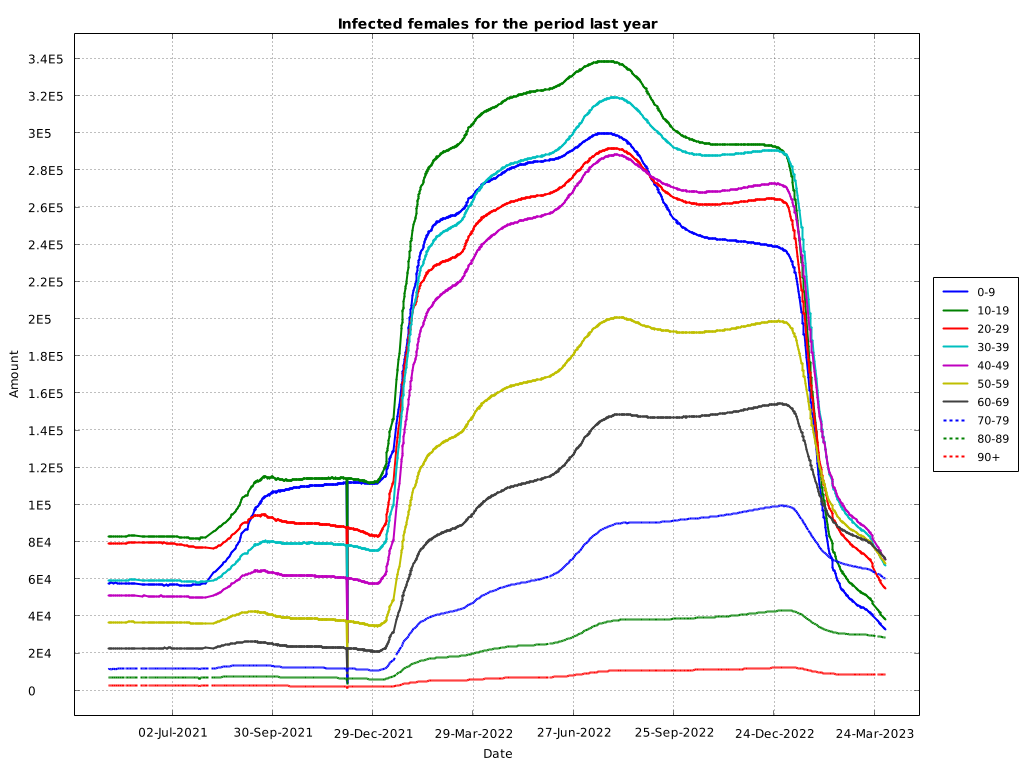 Infected females for the period last year
3.4E5
3.2E5
3E5
2.8E5
2.6E5
2.4E5
2.2E5
2E5
1.8E5
1.6E5
1.4E5
1.2E5
1E5
8E4
6E4
4E4
2E4
0
Amount
02-Jul-2021 30-Sep-2021 29-Dec-2021 29-Mar-2022 27-Jun-2022 25-Sep-2022 24-Dec-2022 24-Mar-2023
Date
0-9
10-19
20-29
30-39
40-49
50-59
60-69
70-79
80-89
90+